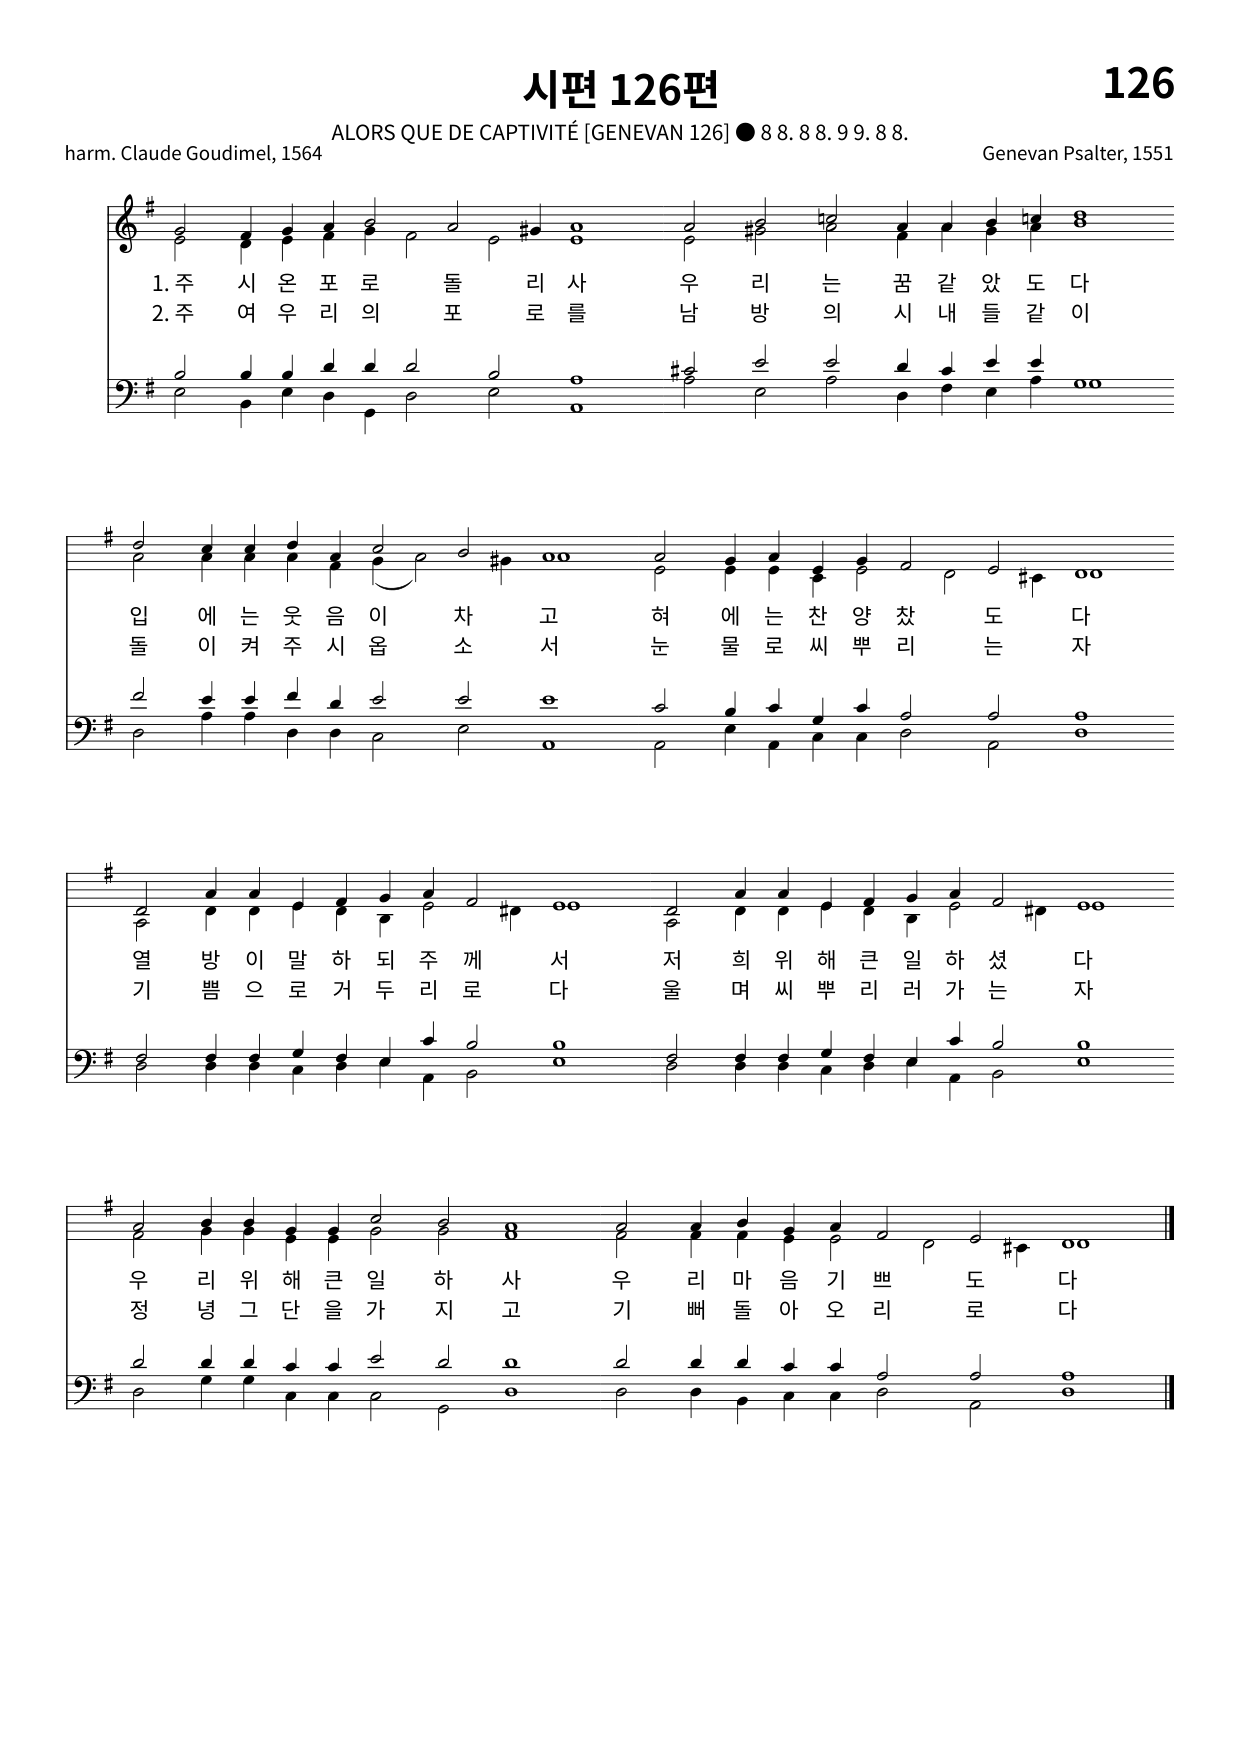 시편 126편
126
ALORS QUE DE CAPTIVITÉ [GENEVAN 126] ● 8 8. 8 8. 9 9. 8 8.
harm. Claude Goudimel, 1564
Genevan Psalter, 1551
1. 주 시 온 포 로 돌 리 사 우 리 는 꿈 같 았 도 다
2. 주 여 우 리 의 포 로 를 남 방 의 시 내 들 같 이
입 에 는 웃 음 이 차 고 혀 에 는 찬 양 찼 도 다
돌 이 켜 주 시 옵 소 서 눈 물 로 씨 뿌 리 는 자
열 방 이 말 하 되 주 께 서 저 희 위 해 큰 일 하 셨 다
기 쁨 으 로 거 두 리 로 다 울 며 씨 뿌 리 러 가 는 자
우 리 위 해 큰 일 하 사 우 리 마 음 기 쁘 도 다
정 녕 그 단 을 가 지 고 기 뻐 돌 아 오 리 로 다